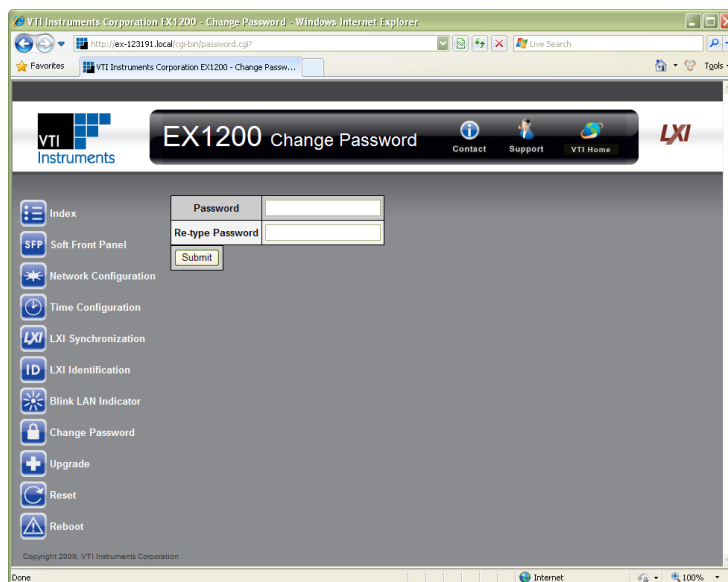 VTI Instruments Corporation EX1200 - Change Password - Windows Internet Explorer
http://ex-123191.local/cgi-bin/password.cgi?
Live Search
Favorites
VTI Instruments Corporation EX1200 - Change Passw...
Tools
VTI
Instruments
EX1200 Change Password
Contact
Support
VTI Home
LXI
Password
Re-type Password
Submit
Index
SFP Soft Front Panel
Network Configuration
Time Configuration
LXI LXI Synchronization
ID LXI Identification
Blink LAN Indicator
Change Password
Upgrade
Reset
Reboot
Copyright 2009, VTI Instruments Corporation
Done
Internet
100%